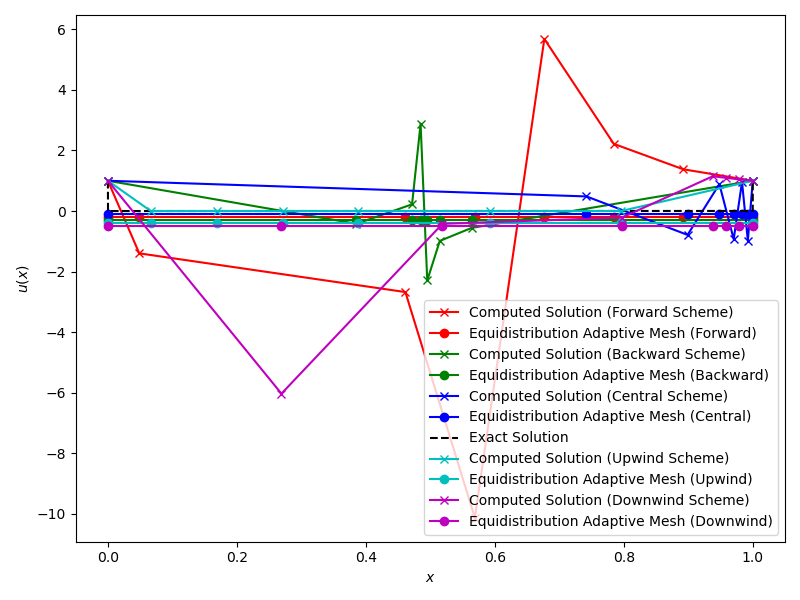 6
4
2
0
−2
−4
−6
−8
−10
u(x)
Computed Solution (Forward Scheme)
Equidistribution Adaptive Mesh (Forward)
Computed Solution (Backward Scheme)
Equidistribution Adaptive Mesh (Backward)
Computed Solution (Central Scheme)
Equidistribution Adaptive Mesh (Central)
Exact Solution
Computed Solution (Upwind Scheme)
Equidistribution Adaptive Mesh (Upwind)
Computed Solution (Downwind Scheme)
Equidistribution Adaptive Mesh (Downwind)
0.0 0.2 0.4 0.6 0.8 1.0
x